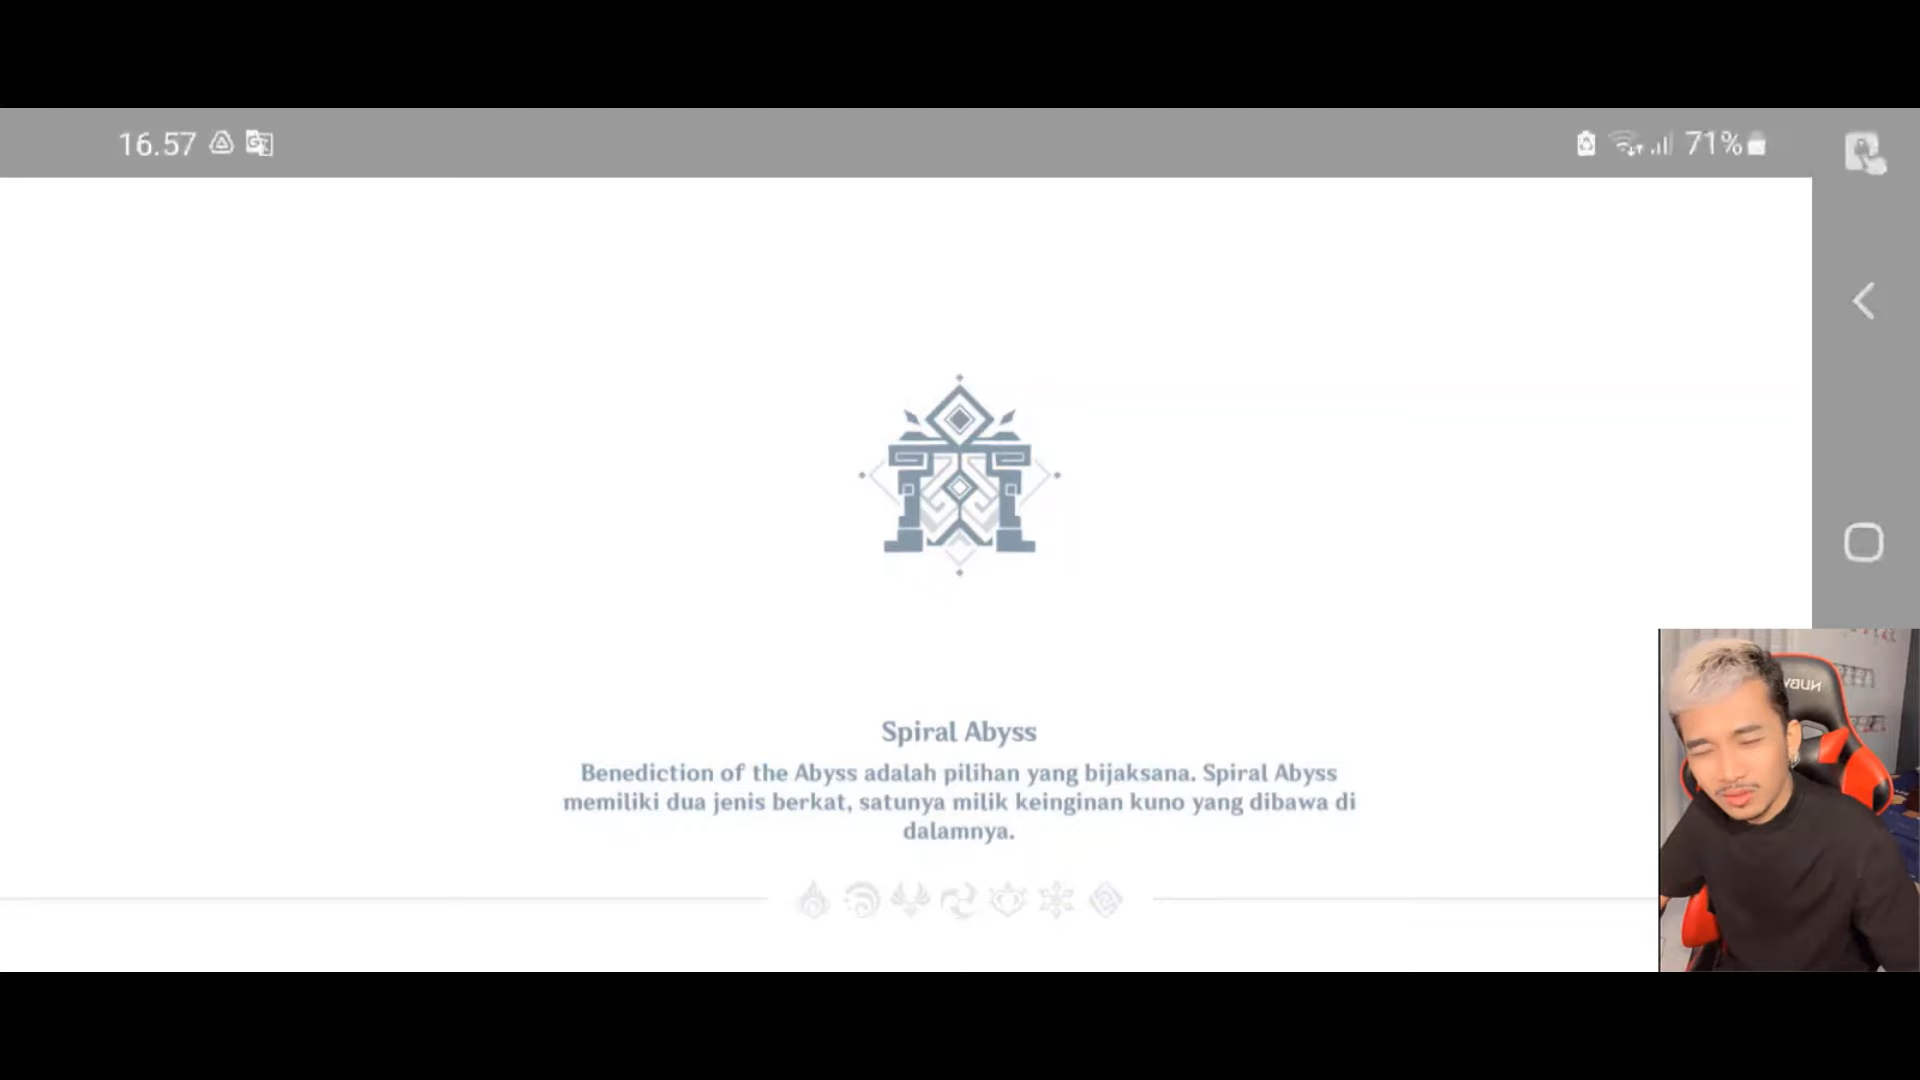 16.57
71%
Spiral Abyss
Benediction of the Abyss adalah pilihan yang bijaksana. Spiral Abyss
memiliki dua jenis berkat, satunya milik keinginan kuno yang dibawa di
dalamnya.